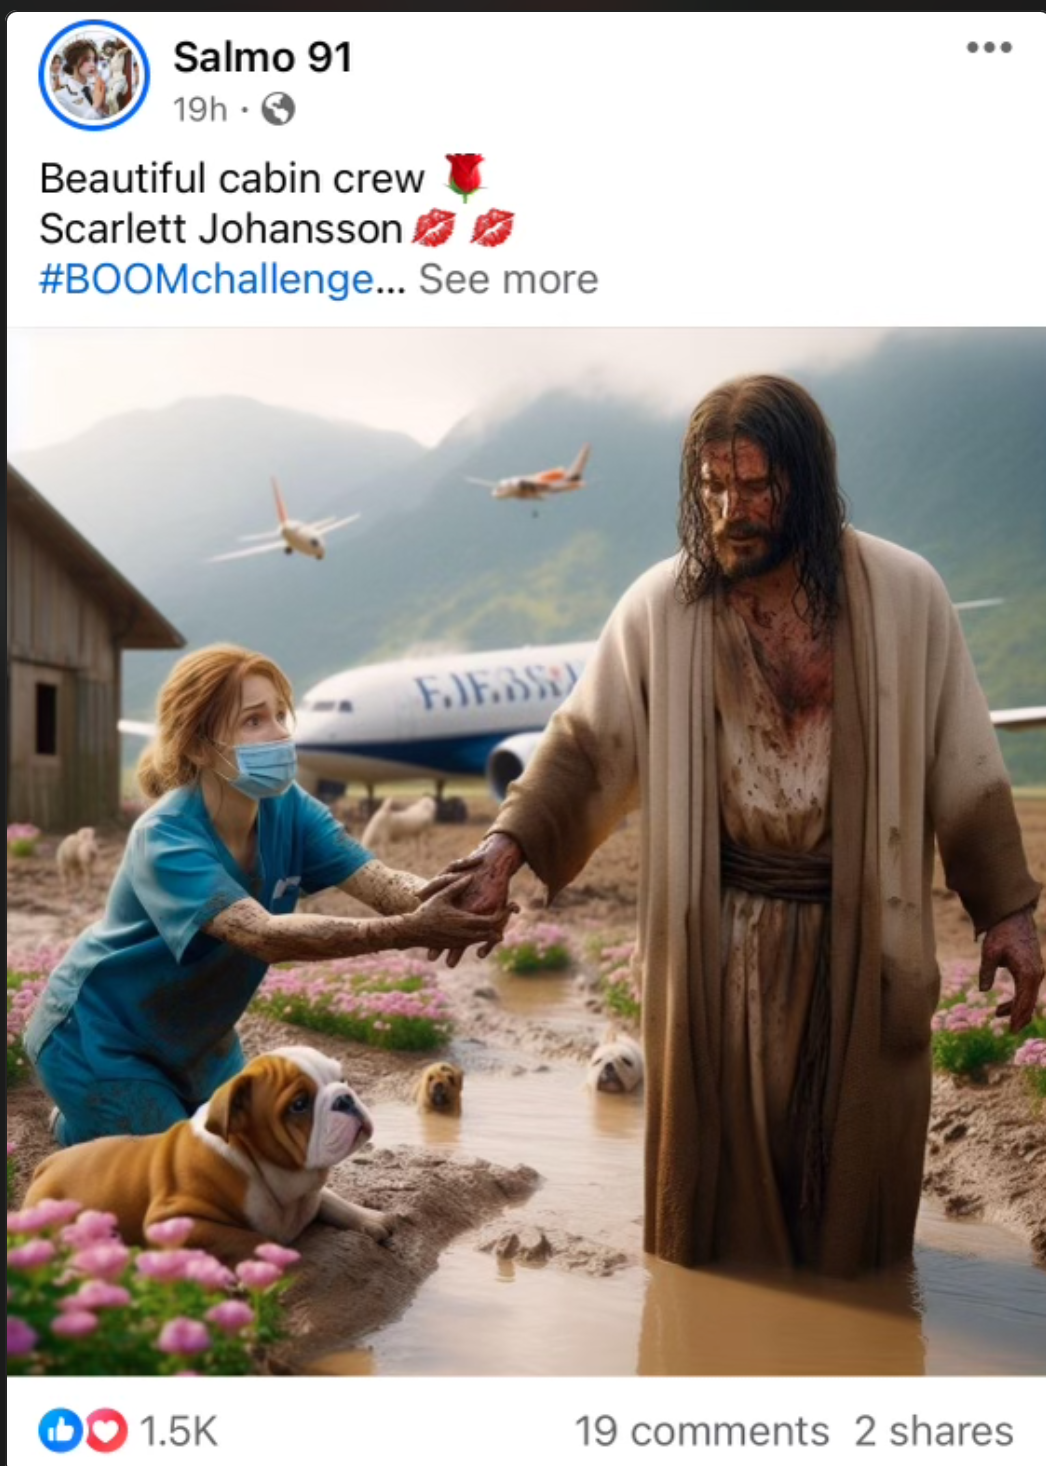 Salmo 91
19h ·
Beautiful cabin crew 🌹
Scarlett Johansson💋 💋
#BOOMchallenge... See more
1.5K
19 comments 2 shares